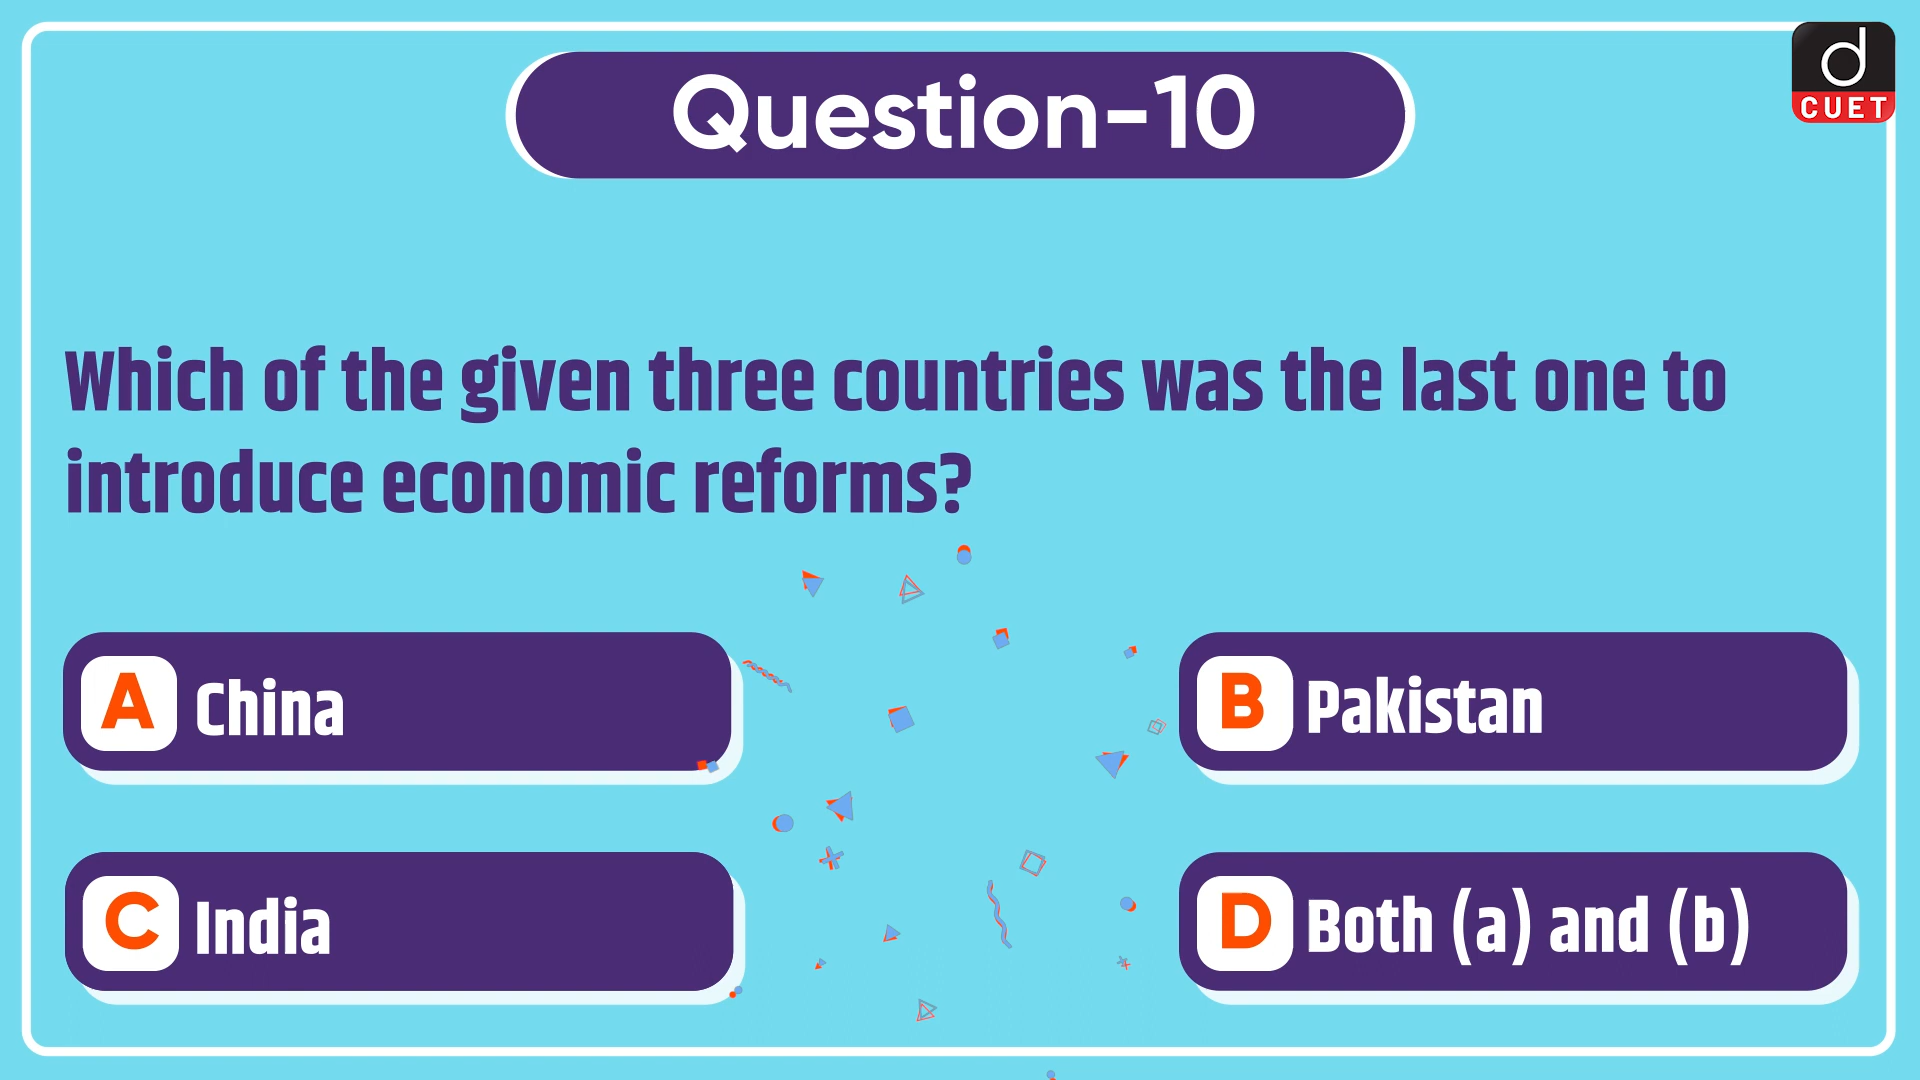 d
CUET
Question-10
Which of the given three countries was the last one to
introduce economic reforms?
A China
B Pakistan
C India
D Both (a) and (b)